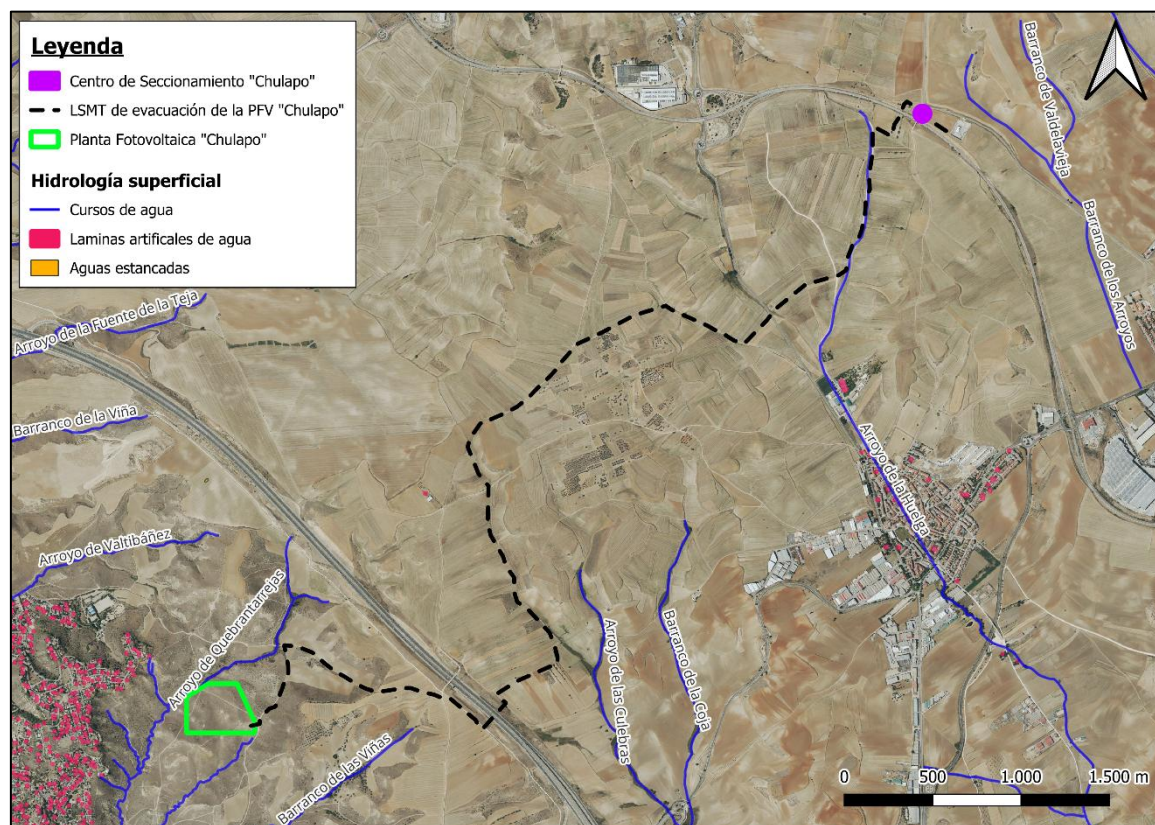 Leyenda
Centro de Seccionamiento "Chulapo"
LSMT de evacuación de la PFV "Chulapo"
Planta Fotovoltaica "Chulapo"
Hidrología superficial
Cursos de agua
Laminas artificales de agua
Aguas estancadas
Barranco de Valdelavieja
Barranco de los Arroyos
Arroyo de la Fuente de la Teja
Barranco de la Viña
Arroyo de la Huelga
Arroyo de Valtibáñez
Arroyo de Quebrantarrejas
Arroyo de las Culebras
Barranco de la Coja
Barranco de las Viñas
0 500 1.000 1.500 m